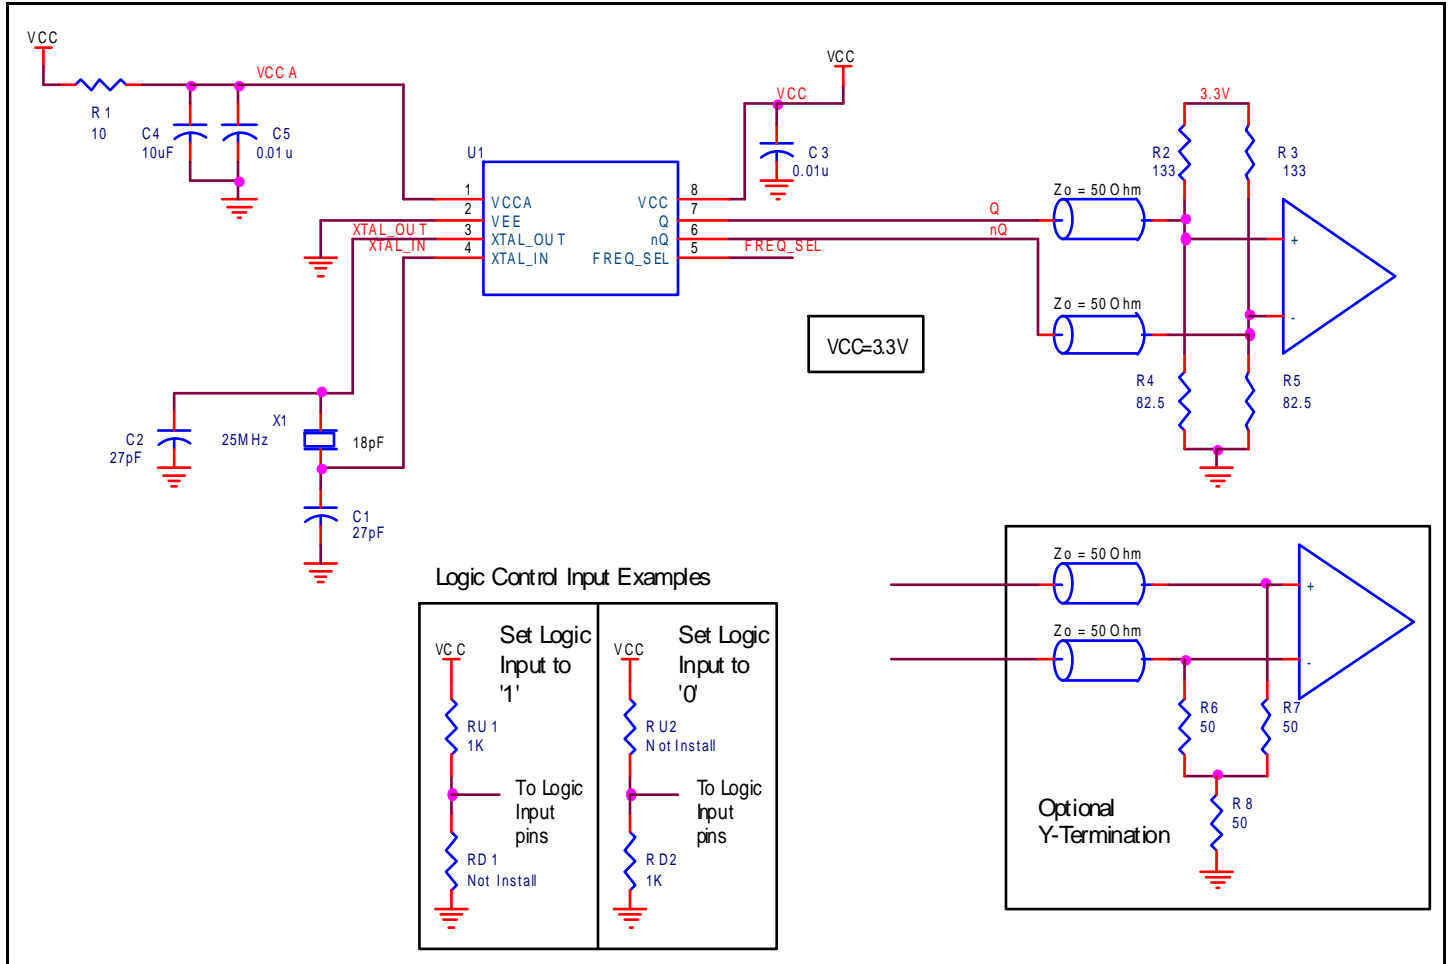 VCC
R1
10
VCCA
C4
10uF
C5
0.01u
VCC
VCC
C3
0.01u
U1
1
VCCA
2
VEE
3
XTAL_OUT
4
XTAL_IN
8
VCC
7
Q
6
nQ
5
FREQ_SEL
XTAL_OUT
XTAL_IN
FREQ_SEL
Q
nQ
VCC=3.3V
Zo = 50 Ohm
Zo = 50 Ohm
3.3V
R2
133
R3
133
R4
82.5
R5
82.5
+
-
C2
27pF
X1
25MHz
18pF
C1
27pF
Logic Control Input Examples
Set Logic
Input to
'1'
VCC
RU1
1K
To Logic
Input
pins
RD1
Not Install
Set Logic
Input to
'0'
VCC
RU2
Not Install
To Logic
Input
pins
RD2
1K
Zo = 50 Ohm
Zo = 50 Ohm
+
-
R6
50
R7
50
R8
50
Optional
Y-Termination